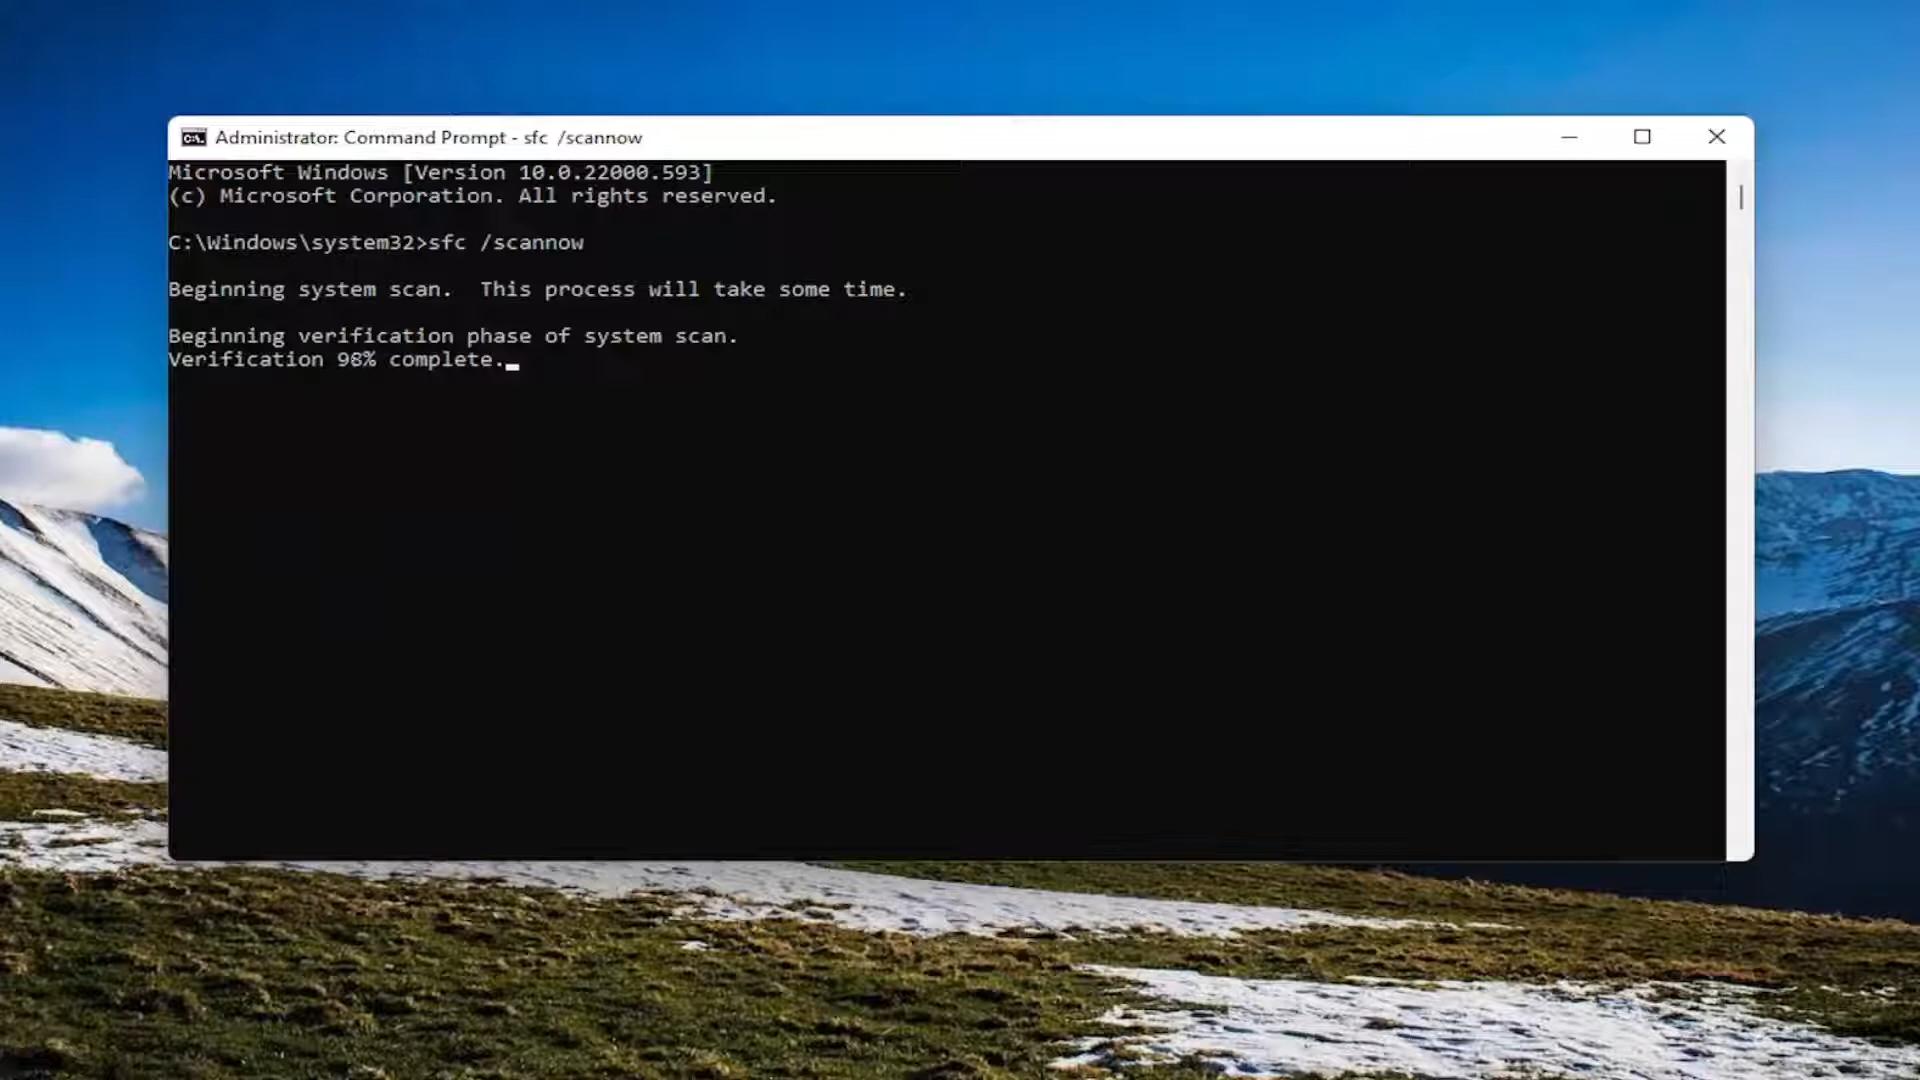 Administrator: Command Prompt - sfc  /scannow
Microsoft Windows [Version 10.0.22000.593]
(c) Microsoft Corporation. All rights reserved.
C:\Windows\system32>sfc /scannow
Beginning system scan.  This process will take some time.
Beginning verification phase of system scan.
Verification 98% complete.